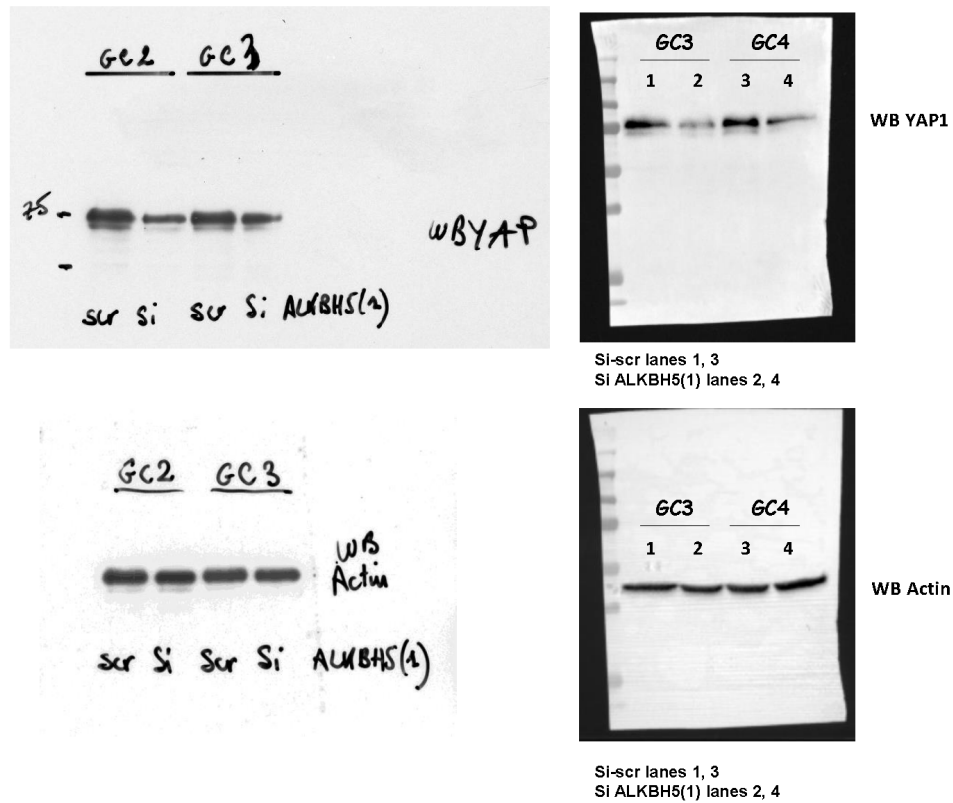 GC2 GC3
75
WB YAP
scr Si scr Si ALKBH5(1)
GC3 GC4
1 2 3 4
WB YAP1
Si-scr lanes 1, 3
Si ALKBH5(1) lanes 2, 4
GC2 GC3
WB
Actin
scr Si scr Si ALKBH5(1)
GC3 GC4
1 2 3 4
WB Actin
Si-scr lanes 1, 3
Si ALKBH5(1) lanes 2, 4